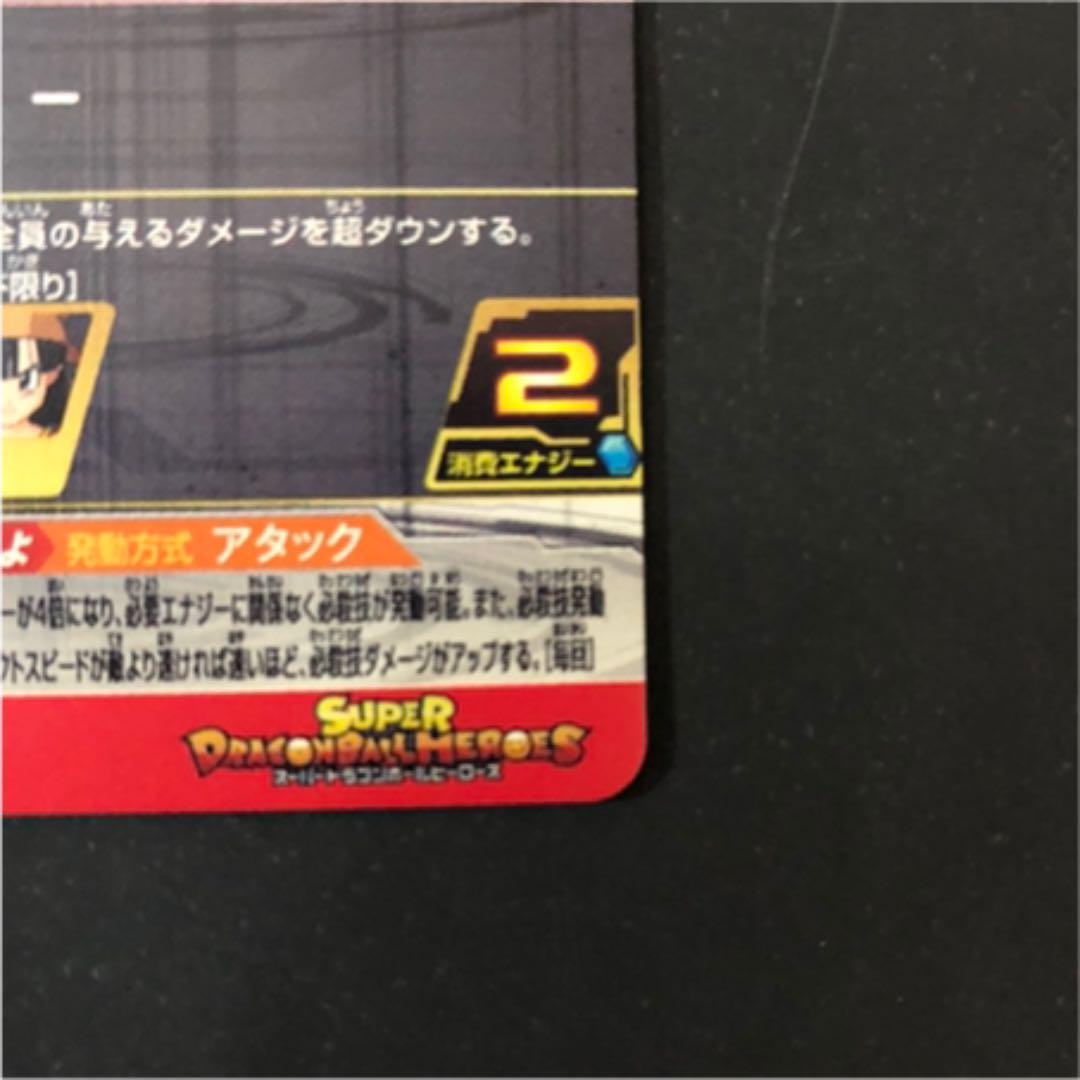 ー
全員の与えるダメージを超ダウンする。
限り]
2
消費エナジー
よ 発動方式 アタック
ーが4倍になり、必要エナジーに関係なく必殺技が発動可能。また、必殺技発動
クトスピードが敵より速ければ速いほど、必殺技ダメージがアップする。[毎回]
SUPER
DRAGONBALL HEROES
スーパードラゴンボールヒーローズ